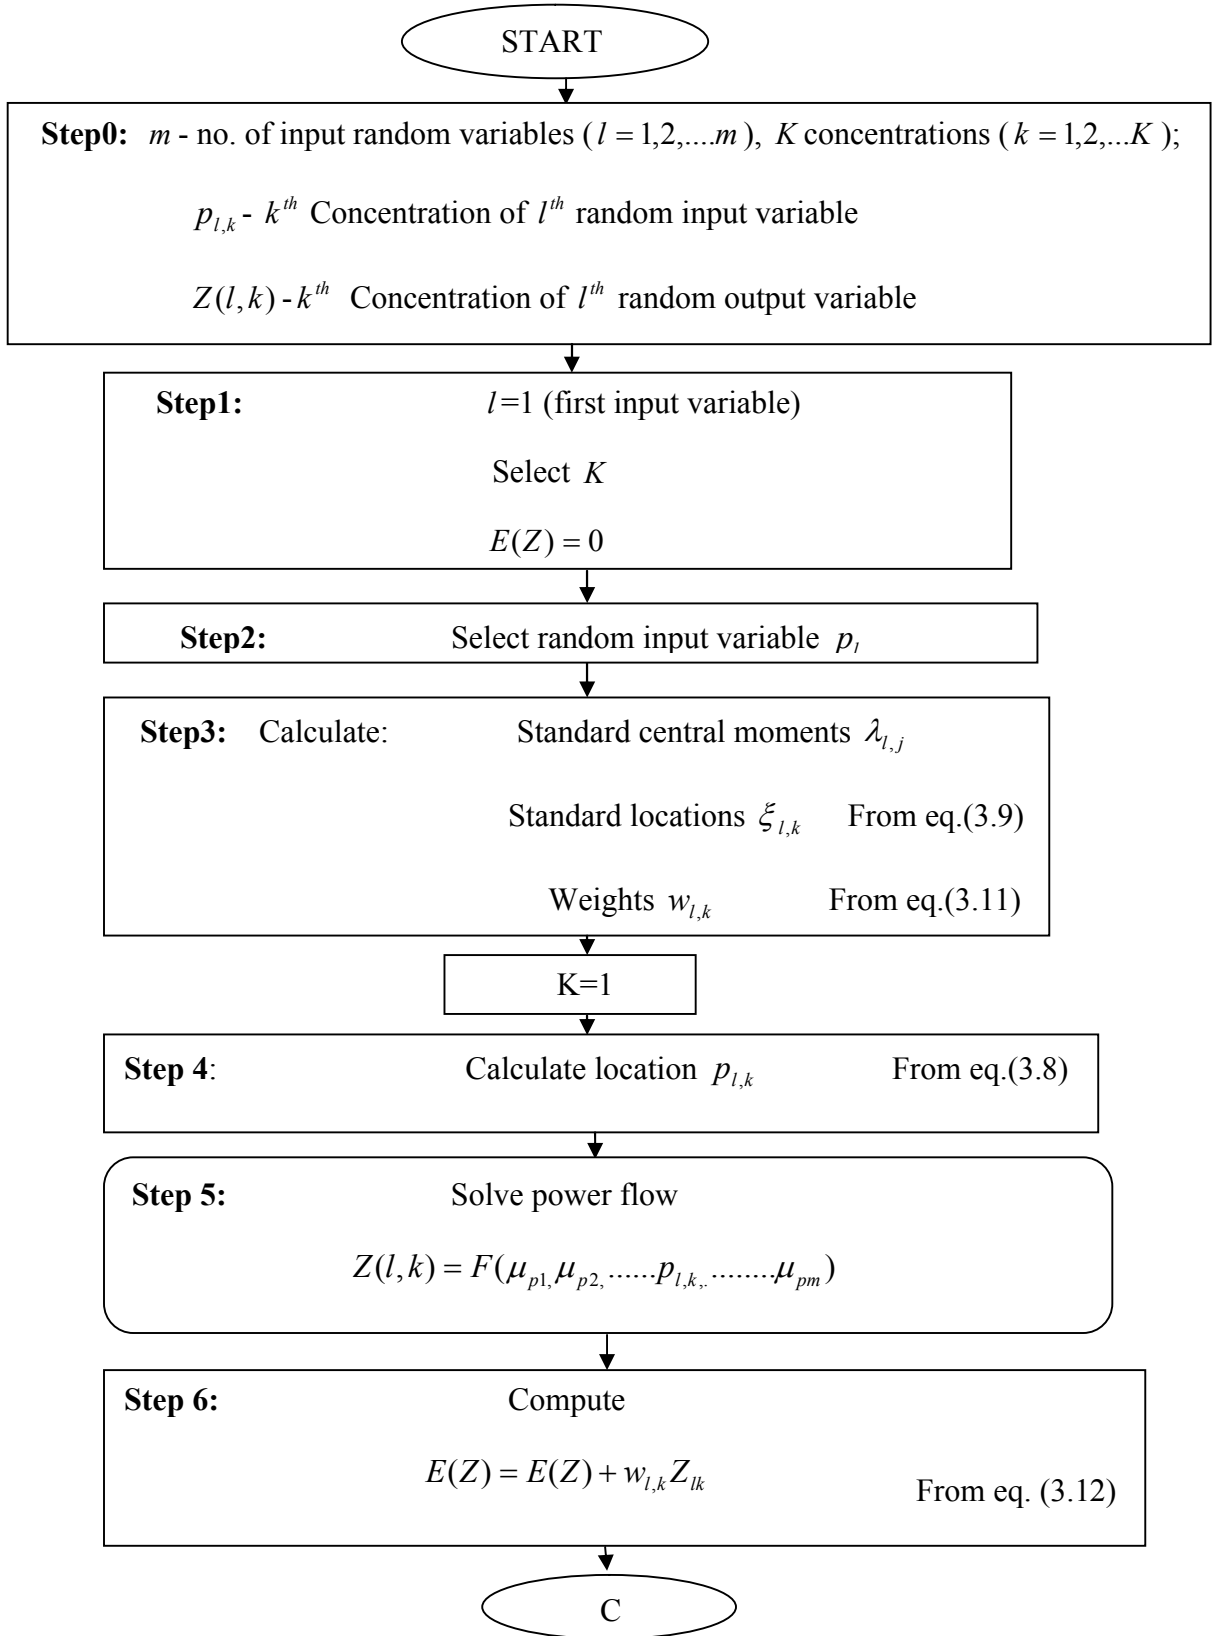 START
Step0: m - no. of input random variables ( l = 1,2,....m ), K concentrations ( k = 1,2,...K );
p_{l,k} - k^{th} Concentration of l^{th} random input variable
Z(l,k) - k^{th} Concentration of l^{th} random output variable
Step1: l=1 (first input variable)
Select K
E(Z) = 0
Step2: Select random input variable p_l
Step3: Calculate: Standard central moments λ_{l,j}
Standard locations ξ_{l,k} From eq.(3.9)
Weights w_{l,k} From eq.(3.11)
K=1
Step 4: Calculate location p_{l,k} From eq.(3.8)
Step 5: Solve power flow
Z(l,k) = F(μ_{p1,} μ_{p2,} ......p_{l,k,.} ........μ_{pm})
Step 6: Compute
E(Z) = E(Z) + w_{l,k} Z_{lk}
From eq. (3.12)
C